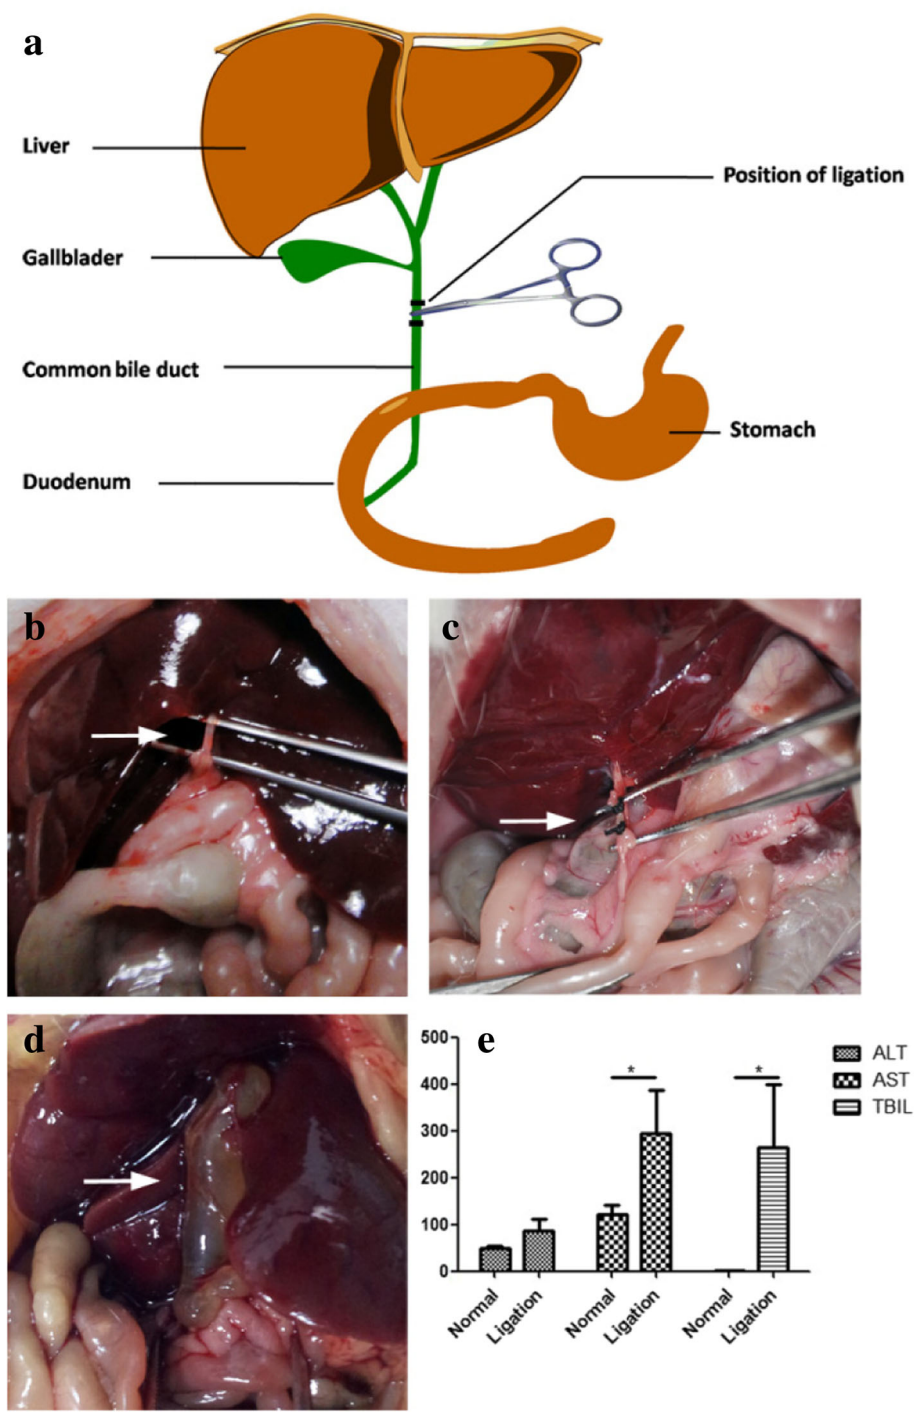 a
Liver
Position of ligation
Gallblader
Common bile duct
Stomach
Duodenum
b
c
d
e
500
400
300
200
100
0
*
*
ALT
AST
TBIL
Normal
Ligation
Normal
Ligation
Normal
Ligation